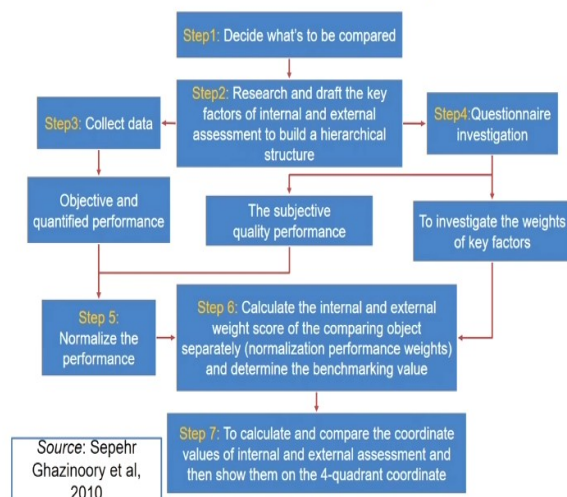 Step1: Decide what's to be compared
Step2: Research and draft the key
factors of internal and external
assessment to build a hierarchical
structure
Step3: Collect data
Step4:Questionnaire
investigation
Objective and
quantified performance
The subjective
quality performance
To investigate the weights
of key factors
Step 5:
Normalize the
performance
Step 6: Calculate the internal and external
weight score of the comparing object
separately (normalization performance weights)
and determine the benchmarking value
Step 7: To calculate and compare the coordinate
values of internal and external assessment and
then show them on the 4-quadrant coordinate
Source: Sepehr
Ghazinoory et al,
2010